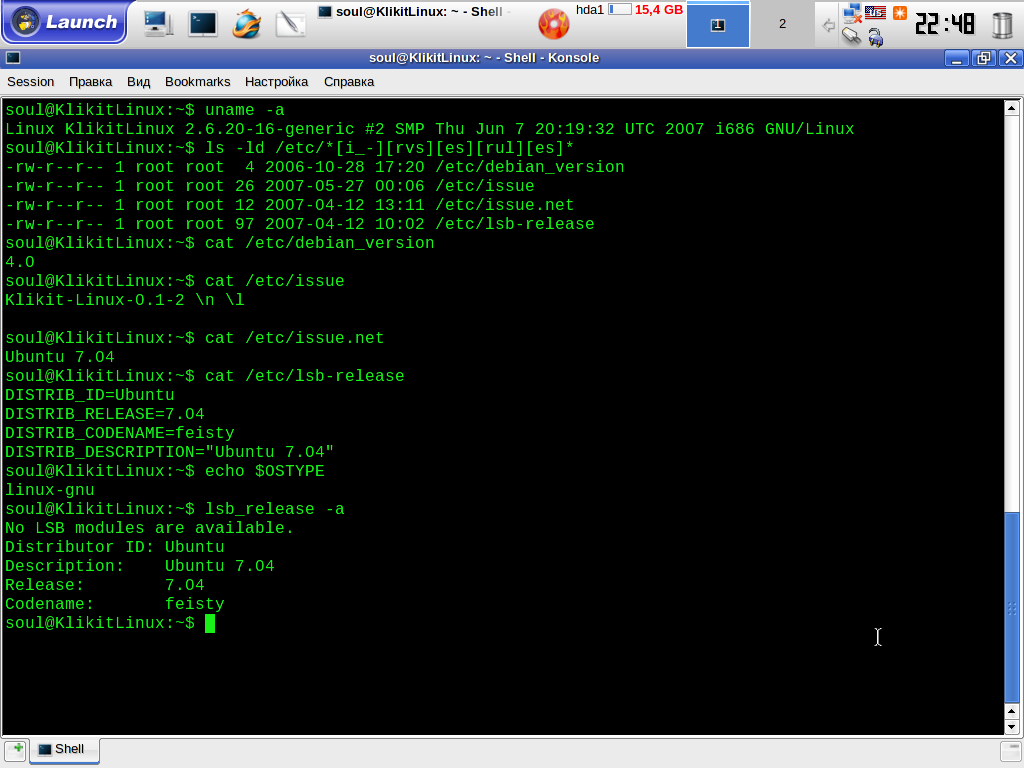 Launch
soul@KlikitLinux: ~ - Shell
hda1 15,4 GB
1
2
22:48
soul@KlikitLinux: ~ - Shell - Konsole
Session Правка Вид Bookmarks Настройка Справка
soul@KlikitLinux:~$ uname -a
Linux KlikitLinux 2.6.20-16-generic #2 SMP Thu Jun 7 20:19:32 UTC 2007 i686 GNU/Linux
soul@KlikitLinux:~$ ls -ld /etc/*[i_-][rvs][es][rul][es]*
-rw-r--r-- 1 root root  4 2006-10-28 17:20 /etc/debian_version
-rw-r--r-- 1 root root 26 2007-05-27 00:06 /etc/issue
-rw-r--r-- 1 root root 12 2007-04-12 13:11 /etc/issue.net
-rw-r--r-- 1 root root 97 2007-04-12 10:02 /etc/lsb-release
soul@KlikitLinux:~$ cat /etc/debian_version
4.0
soul@KlikitLinux:~$ cat /etc/issue
Klikit-Linux-0.1-2 \n \l
soul@KlikitLinux:~$ cat /etc/issue.net
Ubuntu 7.04
soul@KlikitLinux:~$ cat /etc/lsb-release
DISTRIB_ID=Ubuntu
DISTRIB_RELEASE=7.04
DISTRIB_CODENAME=feisty
DISTRIB_DESCRIPTION="Ubuntu 7.04"
soul@KlikitLinux:~$ echo $OSTYPE
linux-gnu
soul@KlikitLinux:~$ lsb_release -a
No LSB modules are available.
Distributor ID: Ubuntu
Description:    Ubuntu 7.04
Release:        7.04
Codename:       feisty
soul@KlikitLinux:~$
Shell